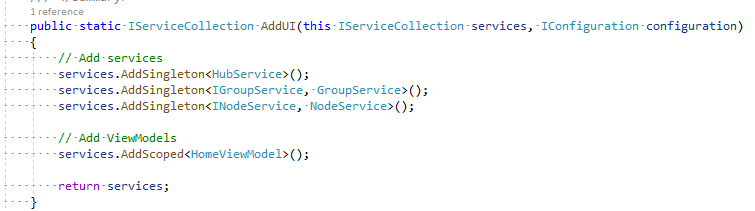 1 reference
public static IServiceCollection AddUI(this IServiceCollection services, IConfiguration configuration)
{
// Add services
services.AddSingleton<HubService>();
services.AddSingleton<IGroupService, GroupService>();
services.AddSingleton<INodeService, NodeService>();
// Add ViewModels
services.AddScoped<HomeViewModel>();
return services;
}